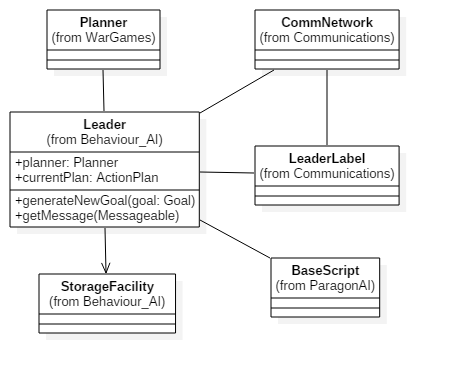 Planner
(from WarGames)
CommNetwork
(from Communications)
Leader
(from Behaviour_AI)
+planner: Planner
+currentPlan: ActionPlan
+generateNewGoal(goal: Goal)
+getMessage(Messageable)
LeaderLabel
(from Communications)
StorageFacility
(from Behaviour_AI)
BaseScript
(from ParagonAI)